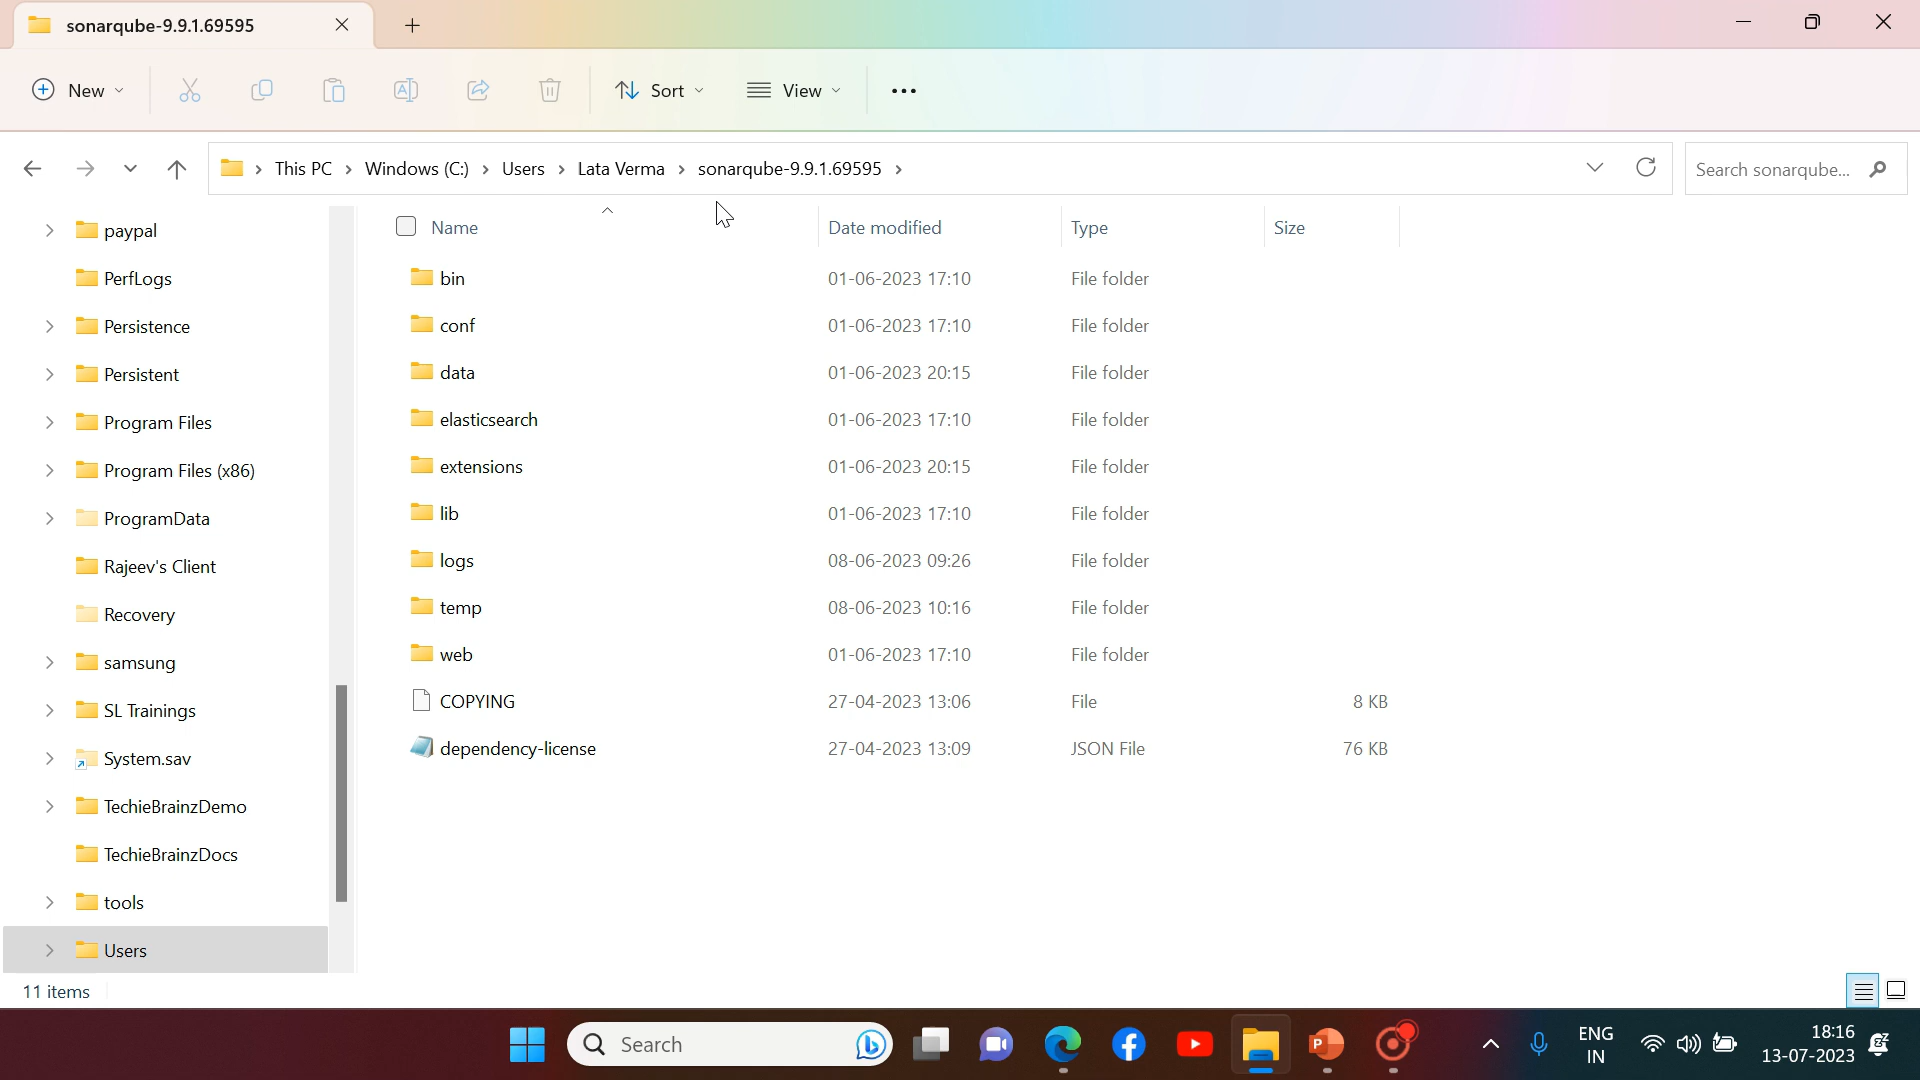 sonarqube-9.9.1.69595
New
Sort
View
This PC > Windows (C:) > Users > Lata Verma > sonarqube-9.9.1.69595 >
Search sonarqube...
Name Date modified Type Size
paypal
PerfLogs
Persistence
Persistent
Program Files
Program Files (x86)
ProgramData
Rajeev's Client
Recovery
samsung
SL Trainings
System.sav
TechieBrainzDemo
TechieBrainzDocs
tools
Users
bin 01-06-2023 17:10 File folder
conf 01-06-2023 17:10 File folder
data 01-06-2023 20:15 File folder
elasticsearch 01-06-2023 17:10 File folder
extensions 01-06-2023 20:15 File folder
lib 01-06-2023 17:10 File folder
logs 08-06-2023 09:26 File folder
temp 08-06-2023 10:16 File folder
web 01-06-2023 17:10 File folder
COPYING 27-04-2023 13:06 File 8 KB
dependency-license 27-04-2023 13:09 JSON File 76 KB
11 items
Search
ENG
IN
18:16
13-07-2023